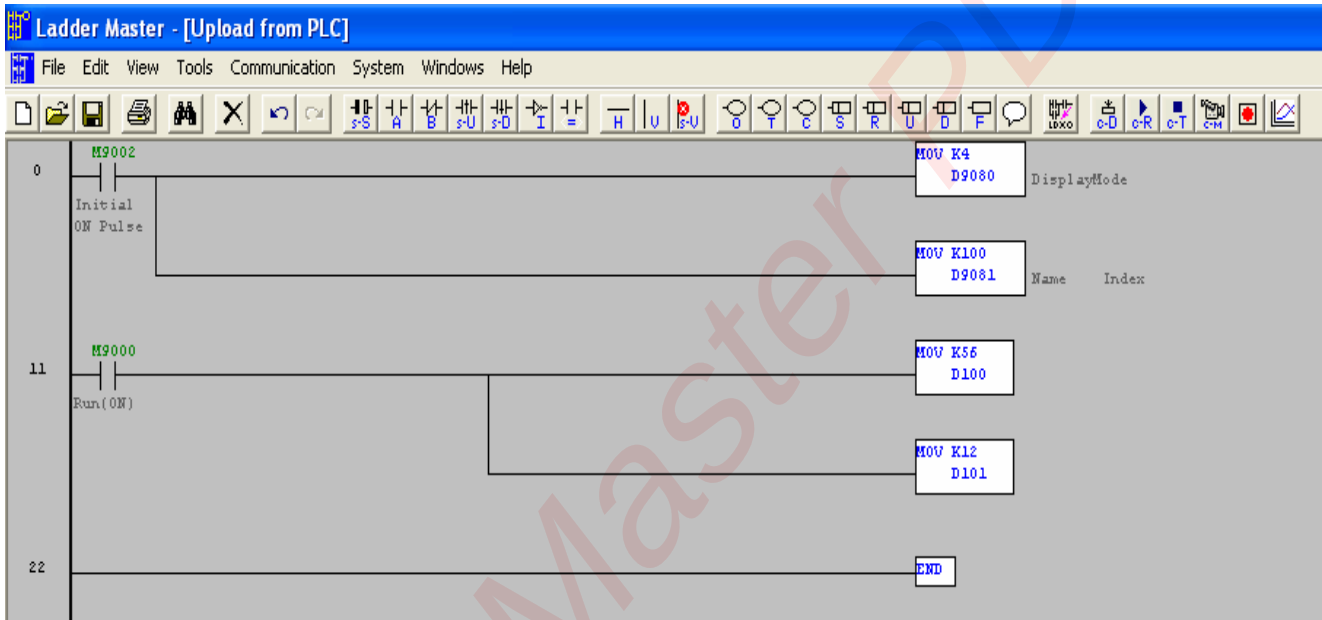 Ladder Master - [Upload from PLC]
File Edit View Tools Communication System Windows Help
s-S A B s-U s-D I = H U s-V O T C S R U D F LDXO c-D c-R c-T C-M
M9002
0
Initial
ON Pulse
MOV K4
D9080
DisplayMode
MOV K100
D9081
Name Index
M9000
11
Run(ON)
MOV K56
D100
MOV K12
D101
22
END
Master